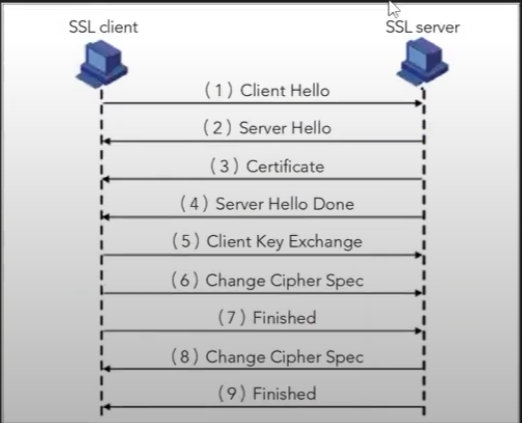 SSL client
SSL server
(1) Client Hello
(2) Server Hello
(3) Certificate
(4) Server Hello Done
(5) Client Key Exchange
(6) Change Cipher Spec
(7) Finished
(8) Change Cipher Spec
(9) Finished